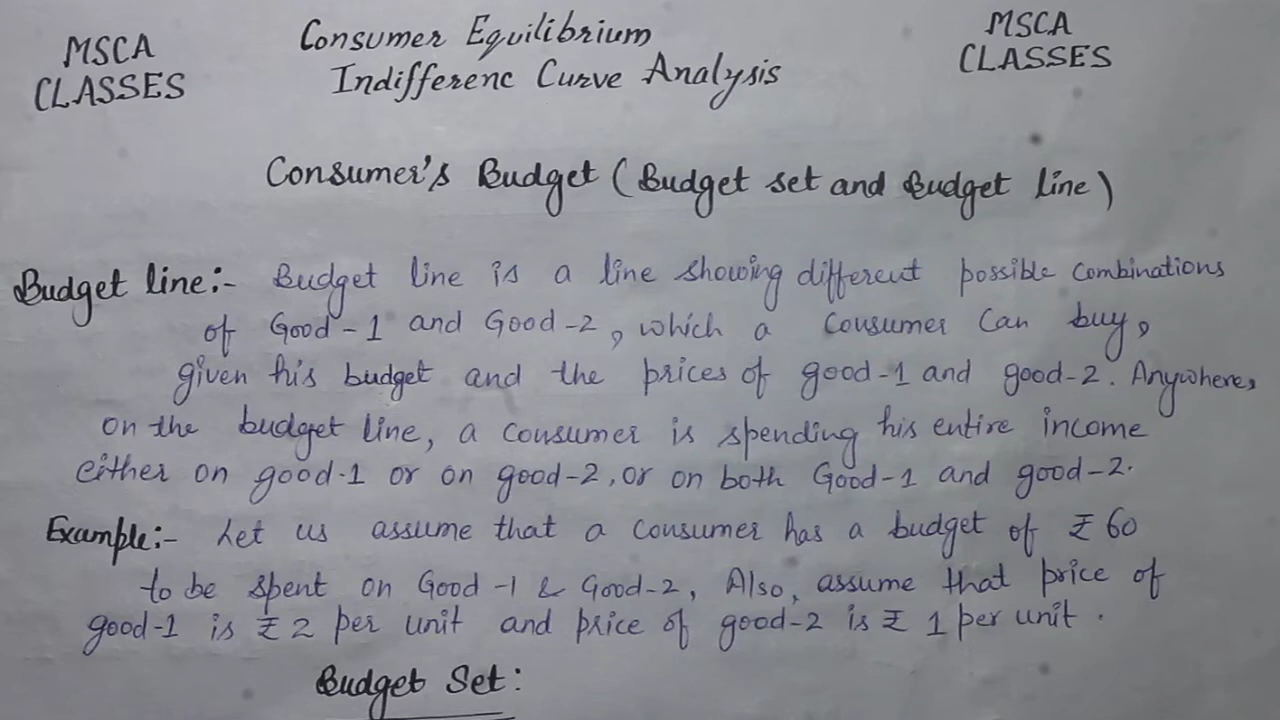 MSCA
CLASSES
Consumer Equilibrium
Indifferenc Curve Analysis
MSCA
CLASSES
Consumer's Budget (Budget set and Budget line)
Budget line:- Budget line is a line showing different possible combinations
of Good-1 and Good-2, which a consumer can buy,
given his budget and the prices of good-1 and good-2. Anywhere,
on the budget line, a consumer is spending his entire income
either on good-1 or on good-2, or on both Good-1 and good-2.
Example:- Let us assume that a consumer has a budget of ₹ 60
to be spent on Good-1 & Good-2, Also, assume that price of
good-1 is ₹ 2 per unit and price of good-2 is ₹ 1 per unit.
Budget Set: